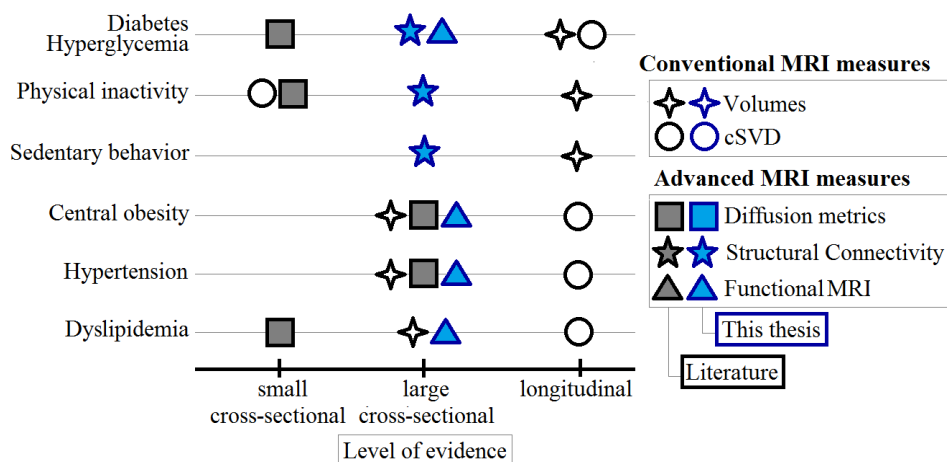 Diabetes
Hyperglycemia
Physical inactivity
Sedentary behavior
Central obesity
Hypertension
Dyslipidemia
small
cross-sectional
large
cross-sectional
longitudinal
Level of evidence
Conventional MRI measures
Volumes
cSVD
Advanced MRI measures
Diffusion metrics
Structural Connectivity
Functional MRI
This thesis
Literature